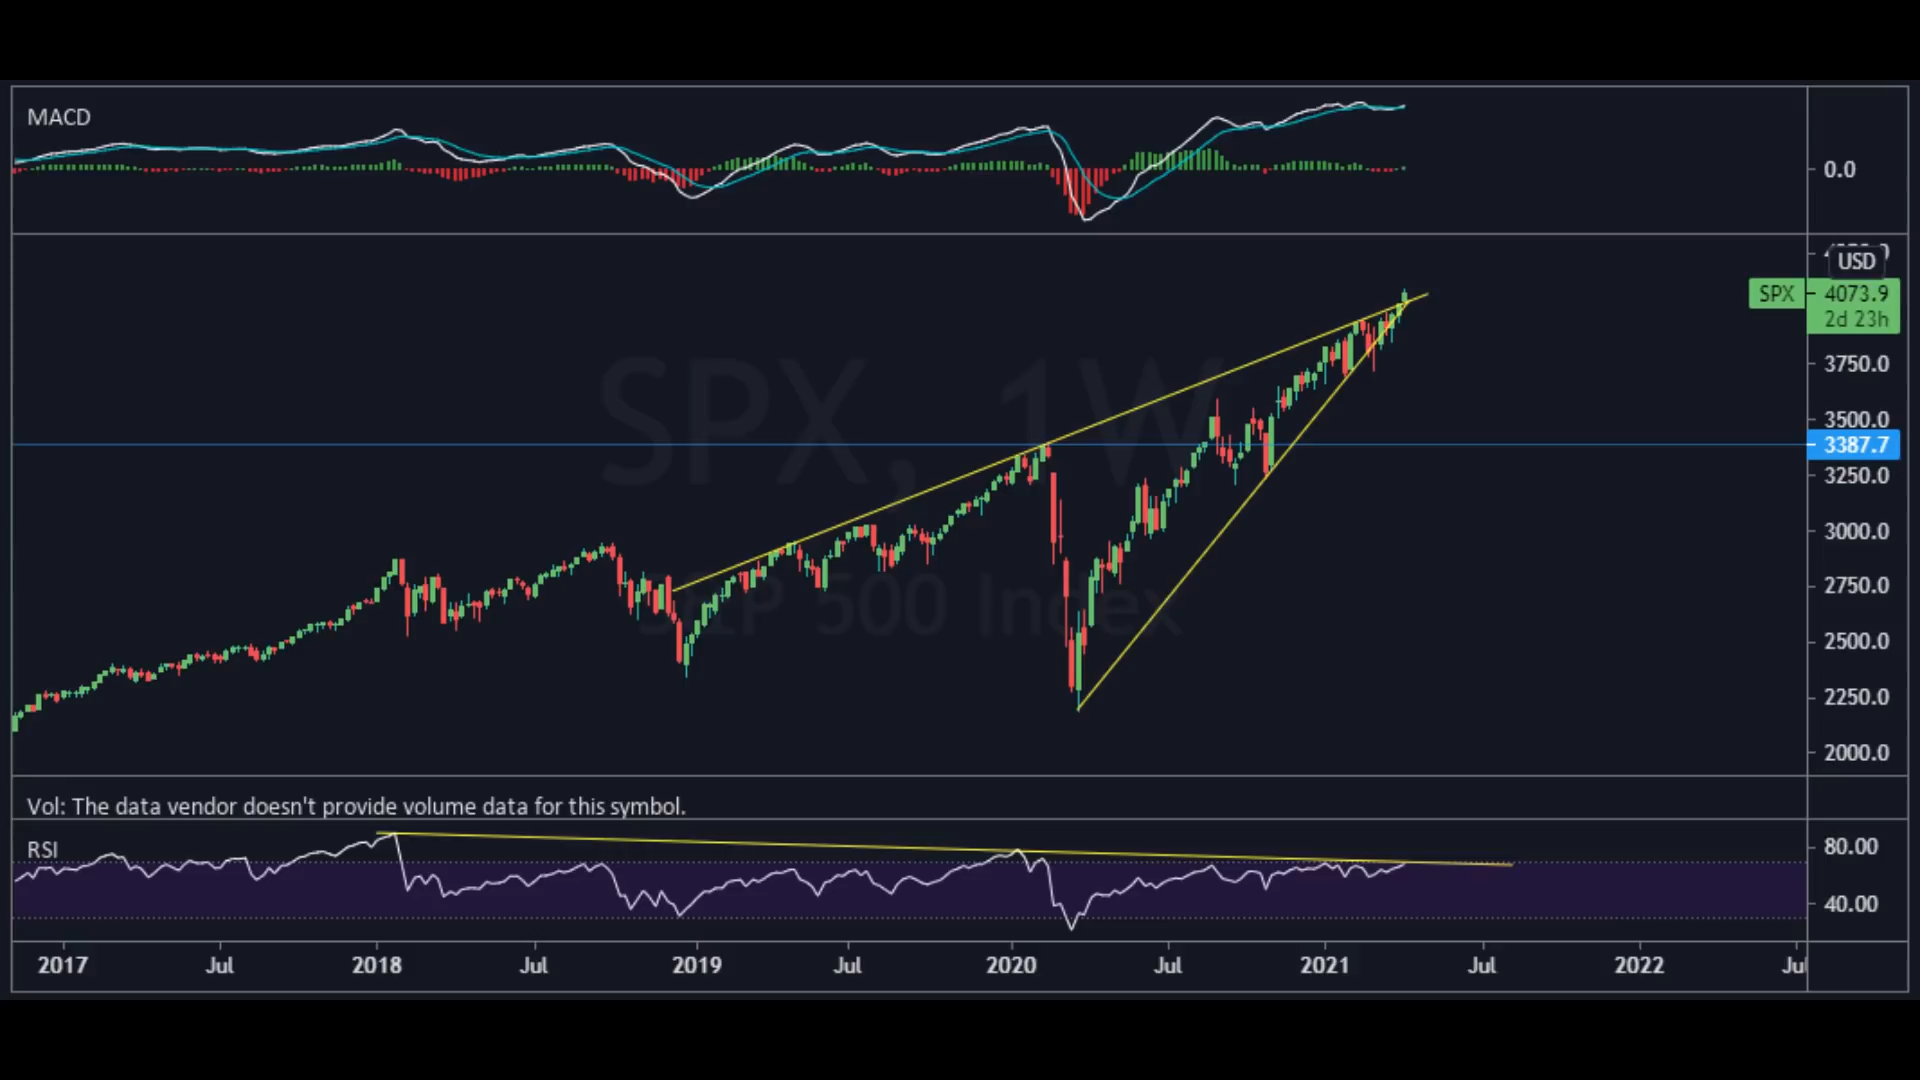 MACD
0.0
USD
SPX 4073.9
2d 23h
3750.0
3500.0
3387.7
3250.0
3000.0
2750.0
2500.0
2250.0
2000.0
SPX, 1W
S&P 500 Index
Vol: The data vendor doesn't provide volume data for this symbol.
RSI
80.00
40.00
2017 Jul 2018 Jul 2019 Jul 2020 Jul 2021 Jul 2022